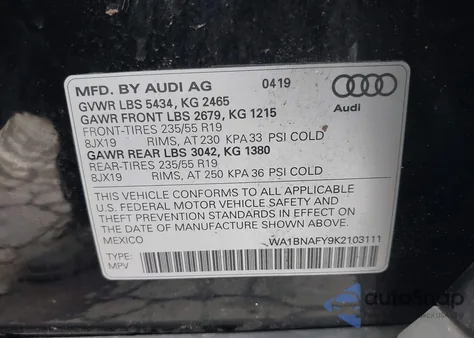 MFD. BY AUDI AG 04/19
GVWR LBS 5434, KG 2465
GAWR FRONT LBS 2679, KG 1215
FRONT-TIRES 235/55 R19
8JX19 RIMS, AT 230 KPA 33 PSI COLD
GAWR REAR LBS 3042, KG 1380
REAR-TIRES 235/55 R19
8JX19 RIMS, AT 250 KPA 36 PSI COLD
Audi
THIS VEHICLE CONFORMS TO ALL APPLICABLE
U.S. FEDERAL MOTOR VEHICLE SAFETY AND
THEFT PREVENTION STANDARDS IN EFFECT ON
THE DATE OF MANUFACTURE SHOWN ABOVE.
MEXICO WA1BNAFY9K2103111
TYPE:
MPV
autoSnap